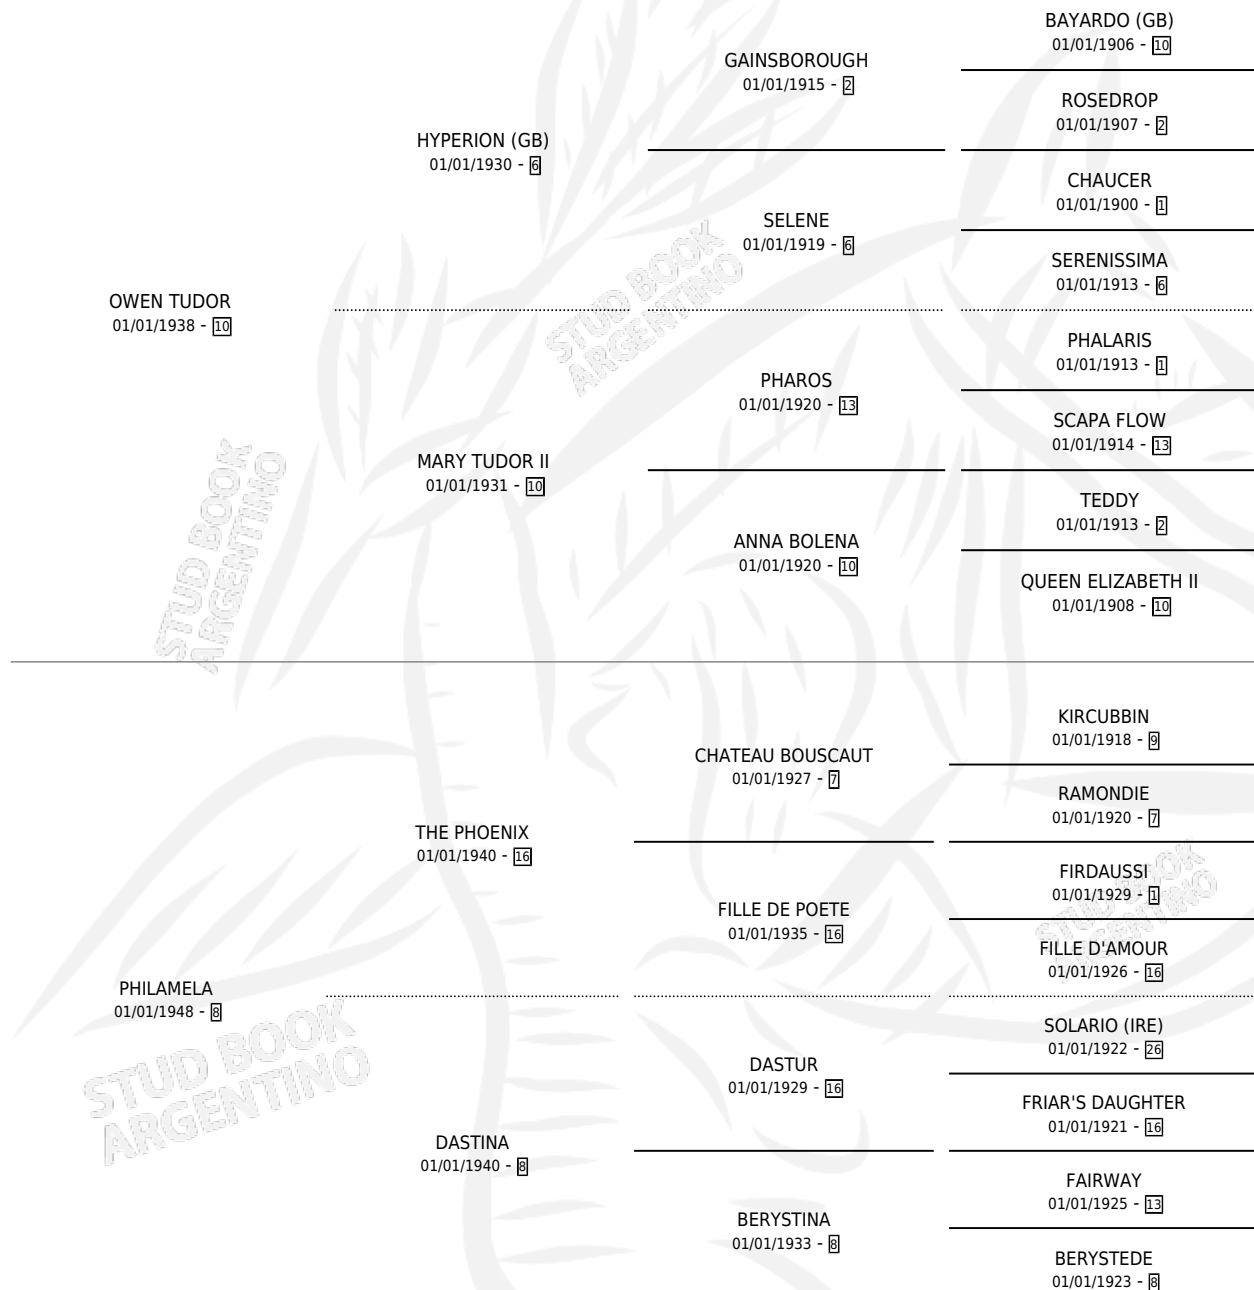 BAYARDO (GB)
01/01/1906 - 10
GAINSBOROUGH
01/01/1915 - 2
ROSEDROP
01/01/1907 - 2
HYPERION (GB)
01/01/1930 - 6
CHAUCER
01/01/1900 - 1
SELENE
01/01/1919 - 6
SERENISSIMA
01/01/1913 - 6
OWEN TUDOR
01/01/1938 - 10
PHALARIS
01/01/1913 - 1
PHAROS
01/01/1920 - 13
SCAPA FLOW
01/01/1914 - 13
MARY TUDOR II
01/01/1931 - 10
TEDDY
01/01/1913 - 2
ANNA BOLENA
01/01/1920 - 10
QUEEN ELIZABETH II
01/01/1908 - 10
KIRCUBBIN
01/01/1918 - 9
CHATEAU BOUSCAUT
01/01/1927 - 7
RAMONDIE
01/01/1920 - 7
THE PHOENIX
01/01/1940 - 16
FIRDAUSSI
01/01/1929 - 1
FILLE DE POETE
01/01/1935 - 16
FILLE D'AMOUR
01/01/1926 - 16
PHILAMELA
01/01/1948 - 8
SOLARIO (IRE)
01/01/1922 - 26
DASTUR
01/01/1929 - 16
FRIAR'S DAUGHTER
01/01/1921 - 16
DASTINA
01/01/1940 - 8
FAIRWAY
01/01/1925 - 13
BERYSTINA
01/01/1933 - 8
BERYSTEDE
01/01/1923 - 8
STUD BOOK
ARGENTINO
STUD BOOK
ARGENTINO
STUD BOOK
ARGENTINO
STUD BOOK
ARGENTINO